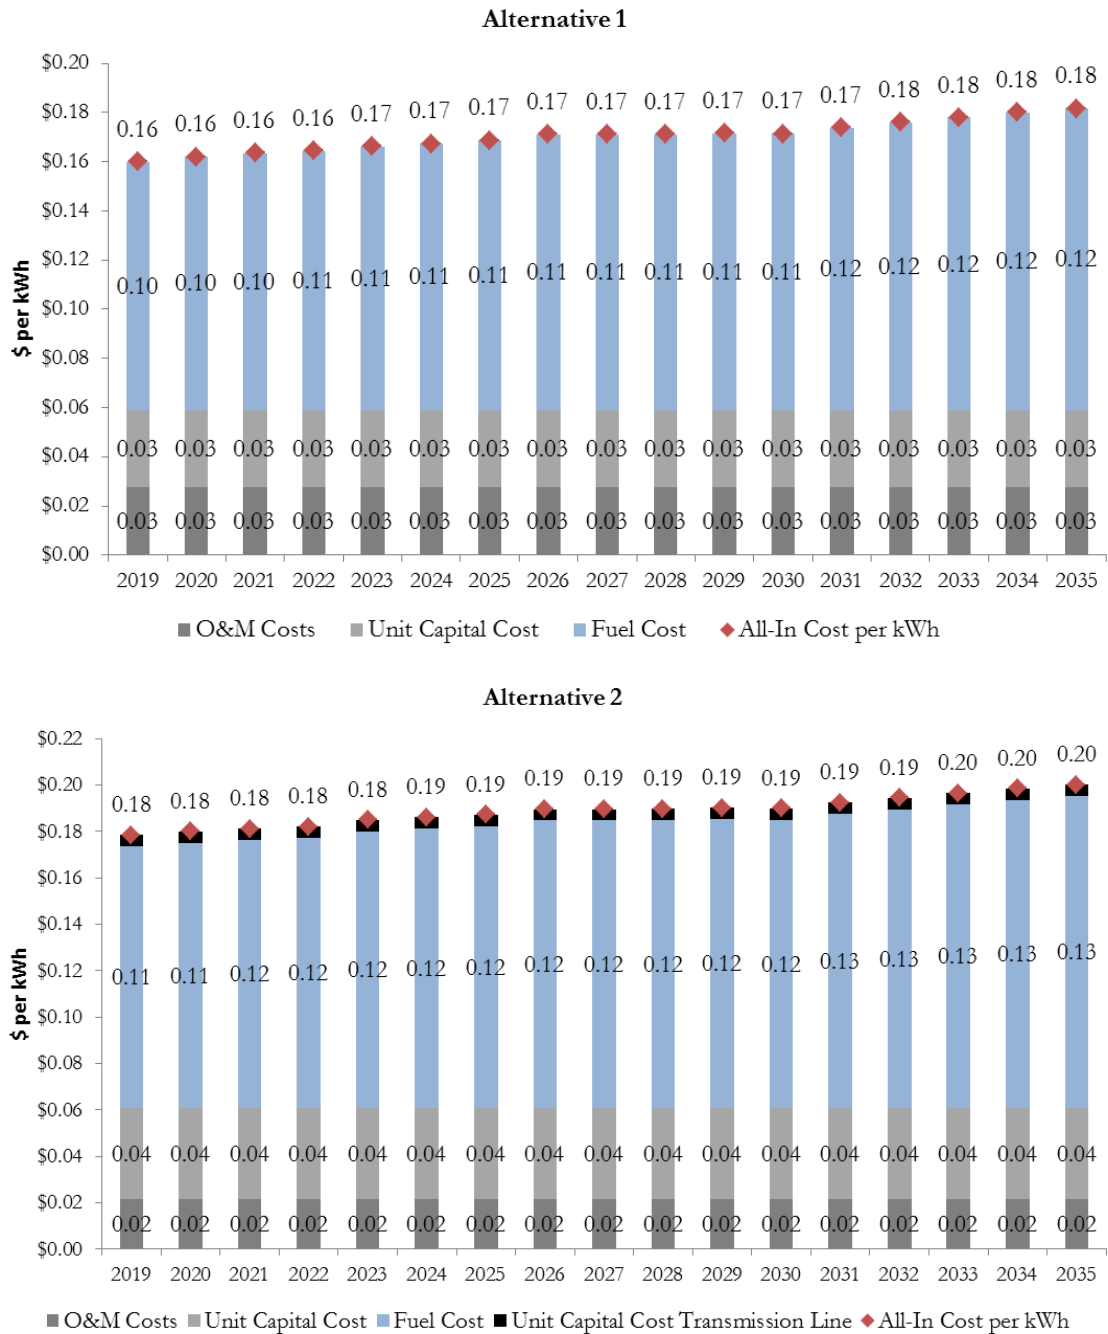 Alternative 1
$ per kWh
$0.20
$0.18
$0.16
$0.14
$0.12
$0.10
$0.08
$0.06
$0.04
$0.02
$0.00
0.16 0.16 0.16 0.16 0.17 0.17 0.17 0.17 0.17 0.17 0.17 0.17 0.17 0.18 0.18 0.18 0.18
0.10 0.10 0.10 0.11 0.11 0.11 0.11 0.11 0.11 0.11 0.11 0.11 0.12 0.12 0.12 0.12 0.12
0.03 0.03 0.03 0.03 0.03 0.03 0.03 0.03 0.03 0.03 0.03 0.03 0.03 0.03 0.03 0.03 0.03
0.03 0.03 0.03 0.03 0.03 0.03 0.03 0.03 0.03 0.03 0.03 0.03 0.03 0.03 0.03 0.03 0.03
2019 2020 2021 2022 2023 2024 2025 2026 2027 2028 2029 2030 2031 2032 2033 2034 2035
O&M Costs Unit Capital Cost Fuel Cost All-In Cost per kWh
Alternative 2
$ per kWh
$0.22
$0.20
$0.18
$0.16
$0.14
$0.12
$0.10
$0.08
$0.06
$0.04
$0.02
$0.00
0.18 0.18 0.18 0.18 0.18 0.19 0.19 0.19 0.19 0.19 0.19 0.19 0.19 0.19 0.20 0.20 0.20
0.11 0.11 0.12 0.12 0.12 0.12 0.12 0.12 0.12 0.12 0.12 0.12 0.13 0.13 0.13 0.13 0.13
0.04 0.04 0.04 0.04 0.04 0.04 0.04 0.04 0.04 0.04 0.04 0.04 0.04 0.04 0.04 0.04 0.04
0.02 0.02 0.02 0.02 0.02 0.02 0.02 0.02 0.02 0.02 0.02 0.02 0.02 0.02 0.02 0.02 0.02
2019 2020 2021 2022 2023 2024 2025 2026 2027 2028 2029 2030 2031 2032 2033 2034 2035
O&M Costs Unit Capital Cost Fuel Cost Unit Capital Cost Transmission Line All-In Cost per kWh